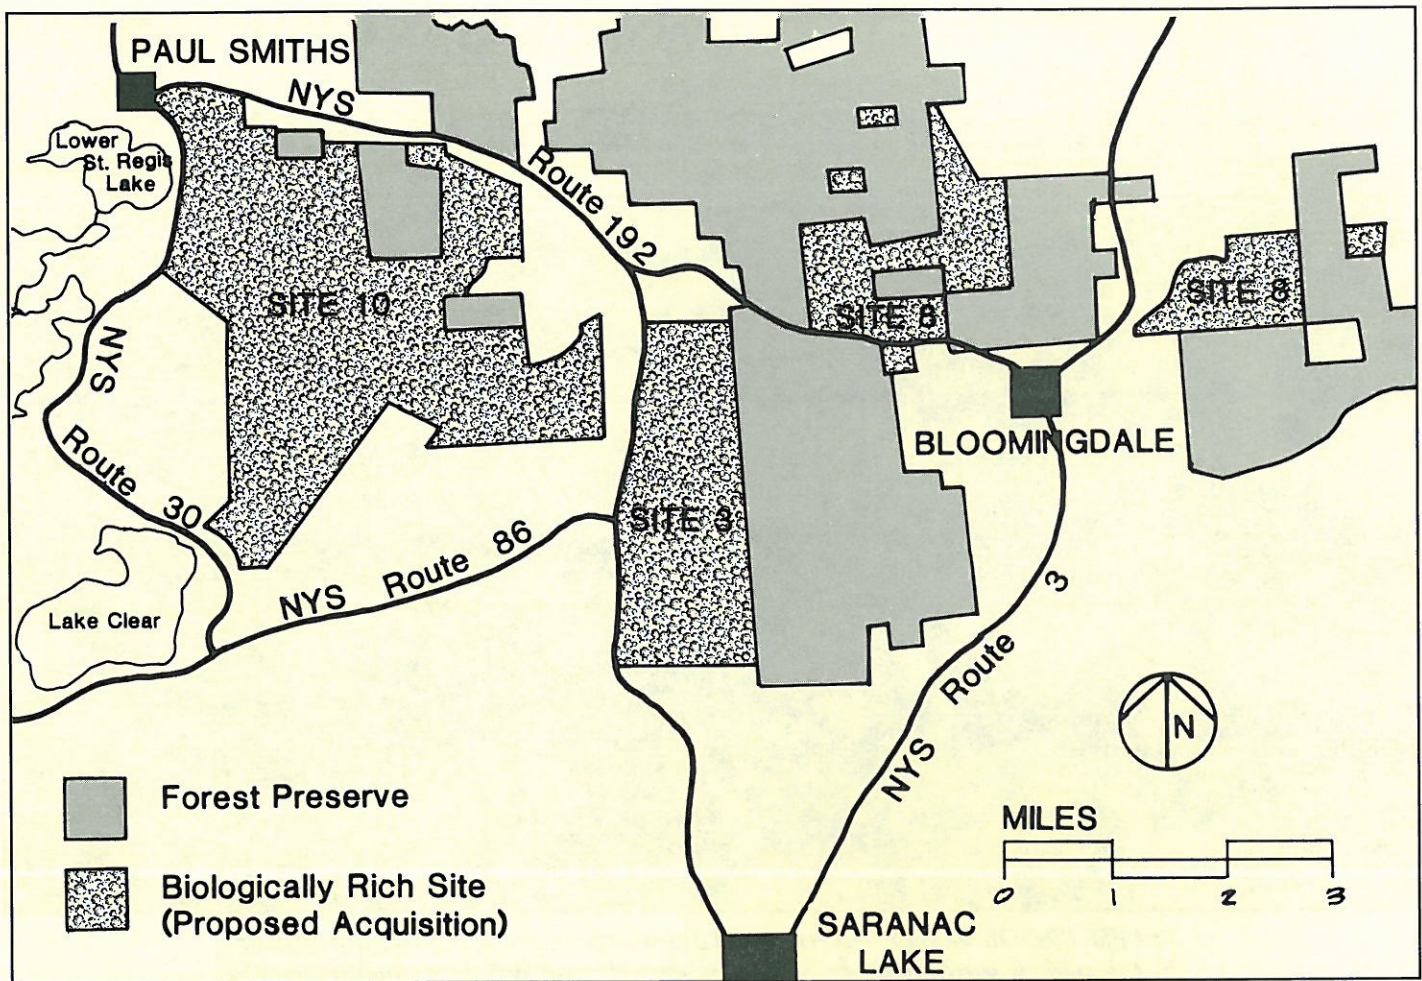 PAUL SMITHS
NYS
Route 192
Lower
St. Regis
Lake
SITE 10
SITE 8
SITE 8
NYS
Route 30
BLOOMINGDALE
SITE 8
NYS Route 86
Lake Clear
NYS Route 3
N
Forest Preserve
MILES
0 1 2 3
Biologically Rich Site
(Proposed Acquisition)
SARANAC
LAKE